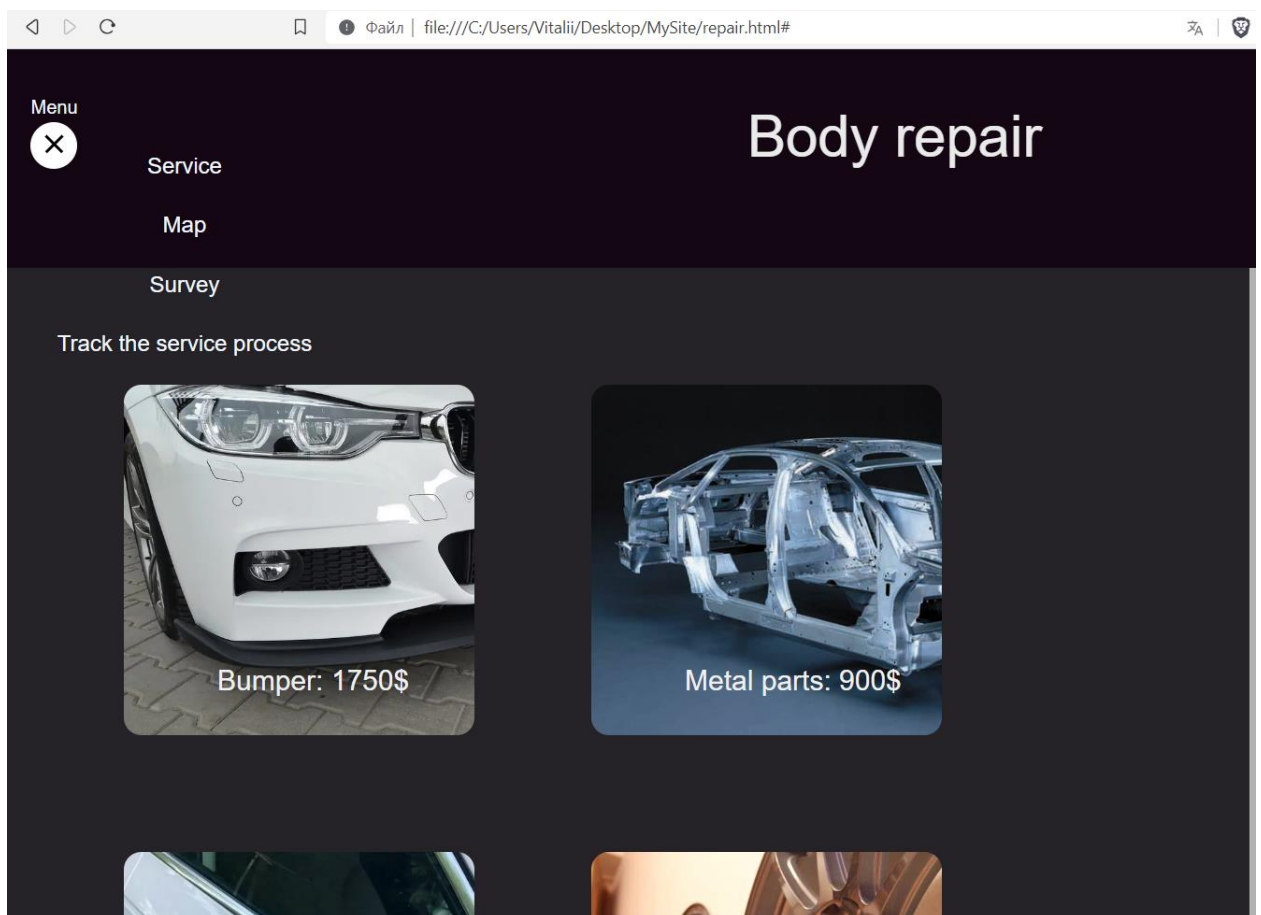 Файл | file:///C:/Users/Vitalii/Desktop/MySite/repair.html#
Menu
Body repair
Service
Map
Survey
Track the service process
Bumper: 1750$
Metal parts: 900$